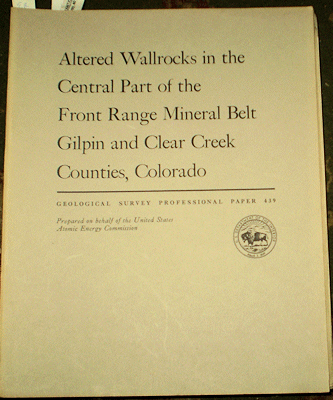 Altered Wallrocks in the
Central Part of the
Front Range Mineral Belt
Gilpin and Clear Creek
Counties, Colorado
GEOLOGICAL SURVEY PROFESSIONAL PAPER 439
Prepared on behalf of the United States
Atomic Energy Commission